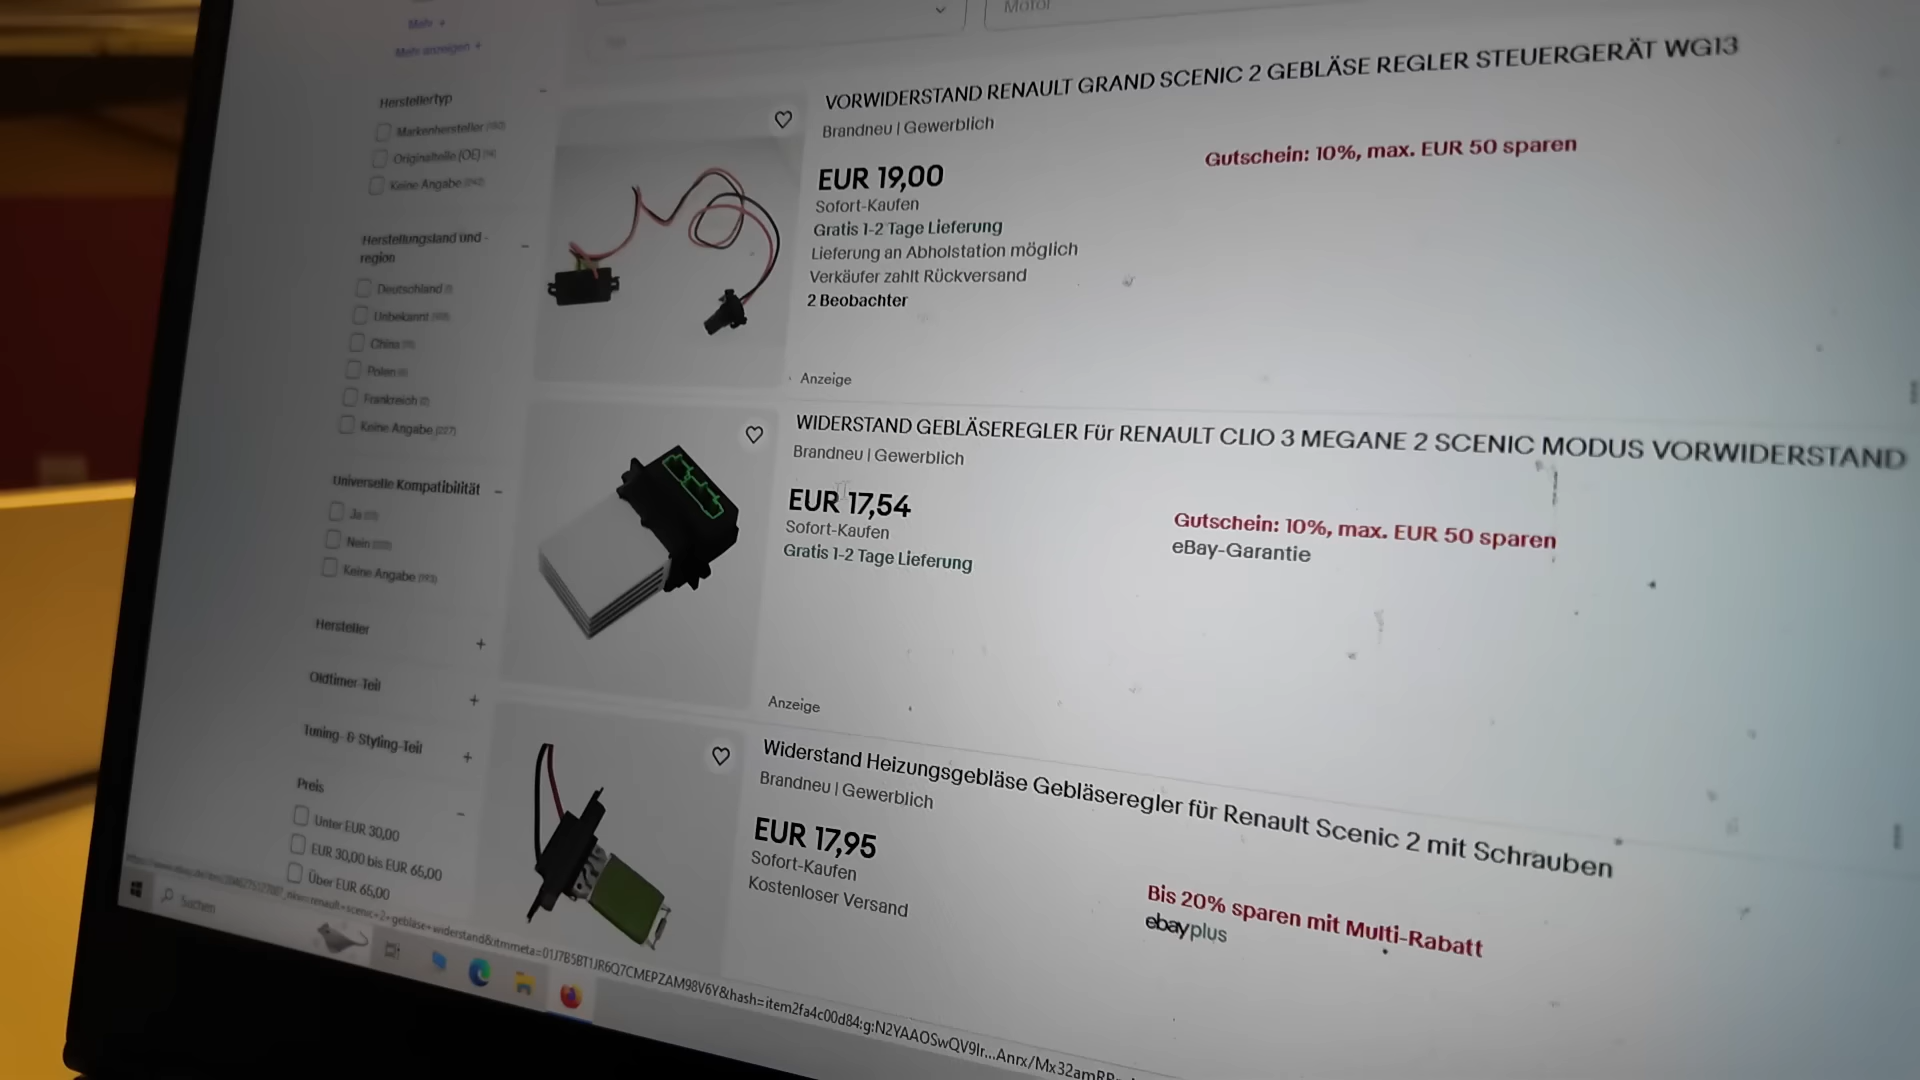 Mehr +
Mehr anzeigen +
Motor
Herstellertyp
Markenhersteller
Originalteile (OE)
Keine Angabe
Herstellungsland und -
region
Deutschland
Unbekannt
China
Polen
Frankreich
Keine Angabe (227)
Universelle Kompatibilität
Ja
Nein
Keine Angabe (193)
Hersteller
Oldtimer-Teil
Tuning- & Styling-Teil
Preis
Unter EUR 30,00
EUR 30,00 bis EUR 65,00
Über EUR 65,00
VORWIDERSTAND RENAULT GRAND SCENIC 2 GEBLÄSE REGLER STEUERGERÄT WG13
Brandneu | Gewerblich
EUR 19,00
Sofort-Kaufen
Gratis 1-2 Tage Lieferung
Lieferung an Abholstation möglich
Verkäufer zahlt Rückversand
2 Beobachter
Gutschein: 10%, max. EUR 50 sparen
Anzeige
WIDERSTAND GEBLÄSEREGLER Für RENAULT CLIO 3 MEGANE 2 SCENIC MODUS VORWIDERSTAND
Brandneu | Gewerblich
EUR 17,54
Sofort-Kaufen
Gratis 1-2 Tage Lieferung
Gutschein: 10%, max. EUR 50 sparen
eBay-Garantie
Anzeige
Widerstand Heizungsgebläse Gebläseregler für Renault Scenic 2 mit Schrauben
Brandneu | Gewerblich
EUR 17,95
Sofort-Kaufen
Kostenloser Versand
Bis 20% sparen mit Multi-Rabatt
ebayplus
Suchen